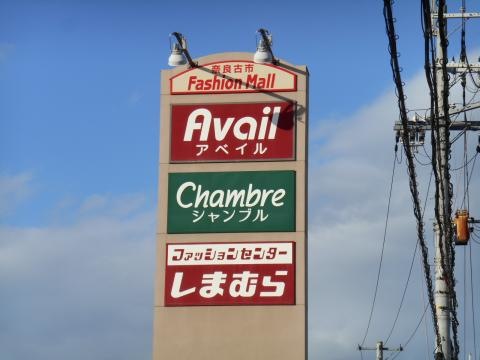 奈良古市
Fashion Mall
Avail
アベイル
Chambre
シャンブル
ファッションセンター
しまむら